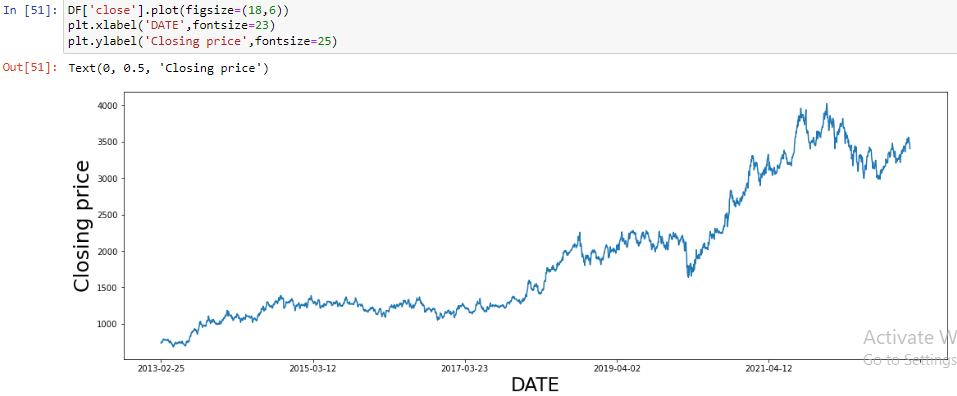 In [51]: DF['close'].plot(figsize=(18,6))
plt.xlabel('DATE',fontsize=23)
plt.ylabel('Closing price',fontsize=25)
Out[51]: Text(0, 0.5, 'Closing price')
4000
3500
3000
2500
2000
1500
1000
Closing price
2013-02-25 2015-03-12 2017-03-23 2019-04-02 2021-04-12
DATE
Activate W
Go to Settings